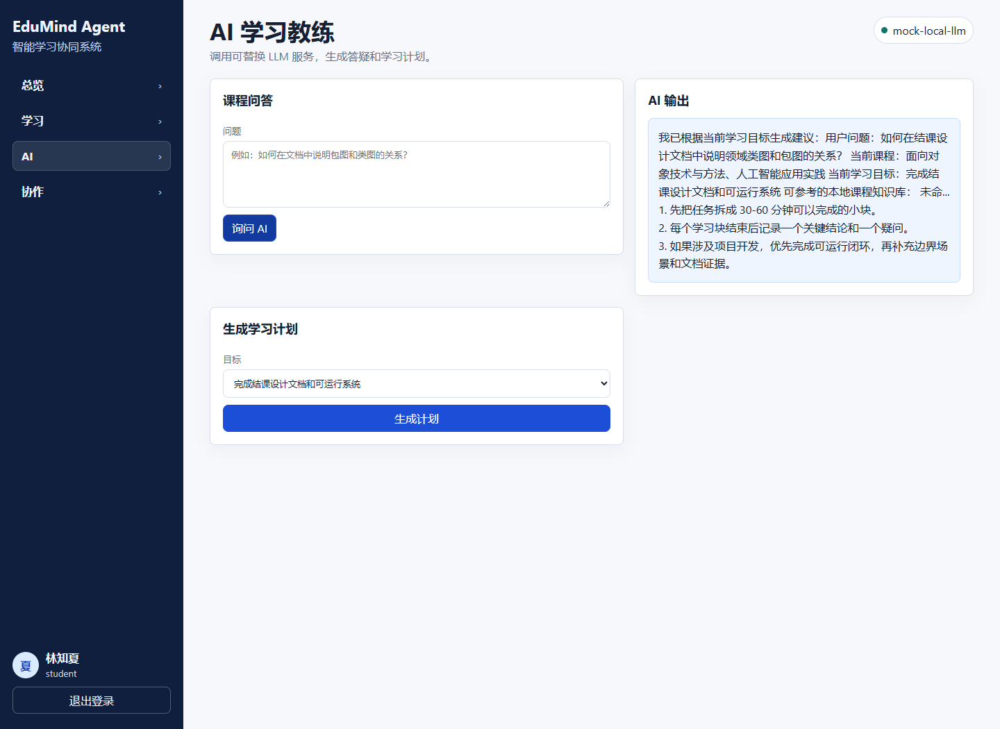 EduMind Agent
智能学习协同系统
总览 ›
学习 ›
AI ›
协作 ›
夏
林知夏
student
退出登录
AI 学习教练
调用可替换 LLM 服务，生成答疑和学习计划。
mock-local-llm
课程问答
问题
例如：如何在文档中说明包图和类图的关系？
询问 AI
AI 输出
我已根据当前学习目标生成建议：用户问题：如何在结课设
计文档中说明领域类图和包图的关系？ 当前课程：面向对
象技术与方法、人工智能应用实践 当前学习目标：完成结
课设计文档和可运行系统 可参考的本地课程知识库： 未命...
1. 先把任务拆成 30-60 分钟可以完成的小块。
2. 每个学习块结束后记录一个关键结论和一个疑问。
3. 如果涉及项目开发，优先完成可运行闭环，再补充边界场
景和文档证据。
生成学习计划
目标
完成结课设计文档和可运行系统
生成计划